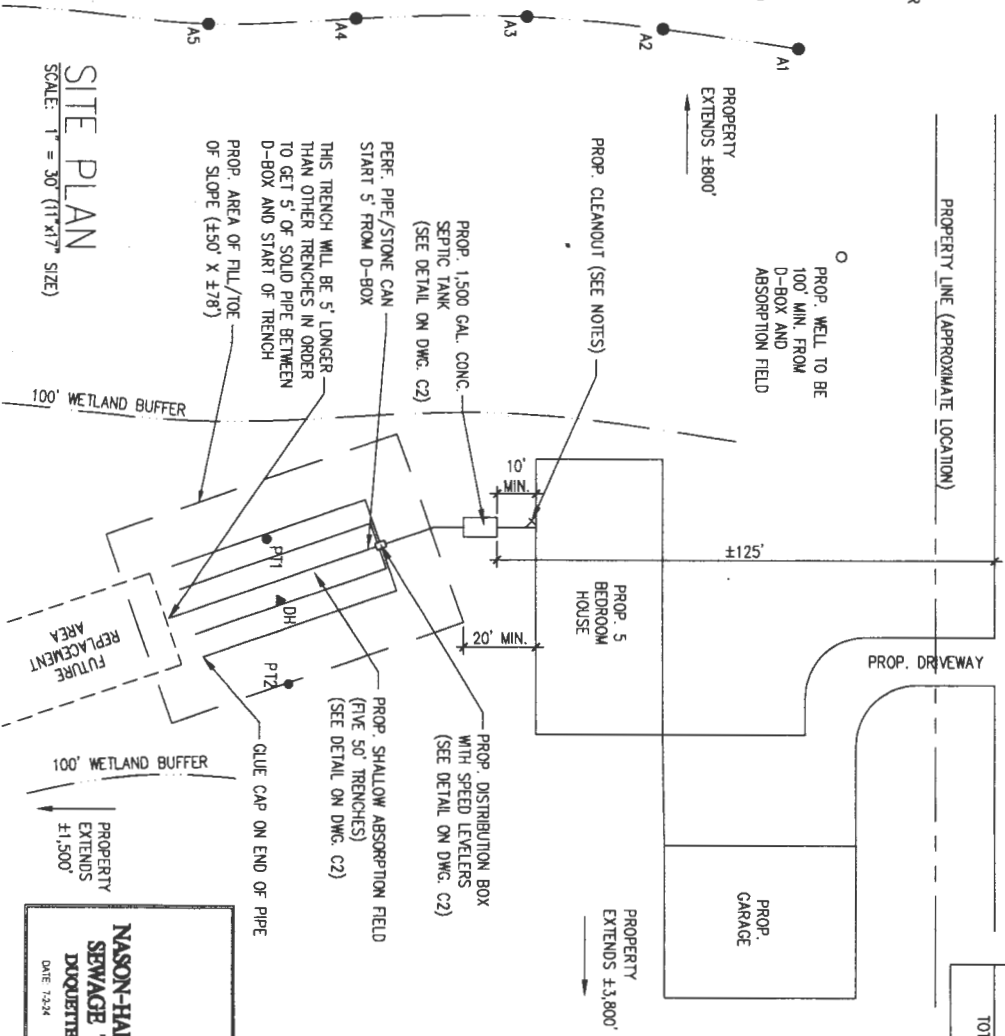 PROPERTY LINE (APPROXIMATE LOCATION)
PROP. WELL TO BE
100' MIN. FROM
D-BOX AND
ABSORPTION FIELD
PROPERTY
EXTENDS ±800'
A1
A2
A3
A4
A5
PROP. CLEANOUT (SEE NOTES)
PROP. 1,500 GAL. CONC.
SEPTIC TANK
(SEE DETAIL ON DWG. C2)
PERF. PIPE/STONE CAN
START 5' FROM D-BOX
THIS TRENCH WILL BE 5' LONGER
THAN OTHER TRENCHES IN ORDER
TO GET 5' OF SOLID PIPE BETWEEN
D-BOX AND START OF TRENCH
PROP. AREA OF FILL/TOE
OF SLOPE (±50' X ±78')
SITE PLAN
SCALE: 1" = 30' (11"x17" SIZE)
100' WETLAND BUFFER
10'
MIN.
±125'
20' MIN.
PROP. 5
BEDROOM
HOUSE
PROP. DRIVEWAY
PROP.
GARAGE
PT1
DH
PT2
FUTURE
REPLACEMENT
AREA
PROP. DISTRIBUTION BOX
WITH SPEED LEVELERS
(SEE DETAIL ON DWG. C2)
PROP. SHALLOW ABSORPTION FIELD
(FIVE 50' TRENCHES)
(SEE DETAIL ON DWG. C2)
GLUE CAP ON END OF PIPE
100' WETLAND BUFFER
PROPERTY
EXTENDS
±1,500'
PROPERTY
EXTENDS ±3,800'
NASON-HA
SEWAGE
DUQUETTE
DATE: 7-2-24
TOT
R